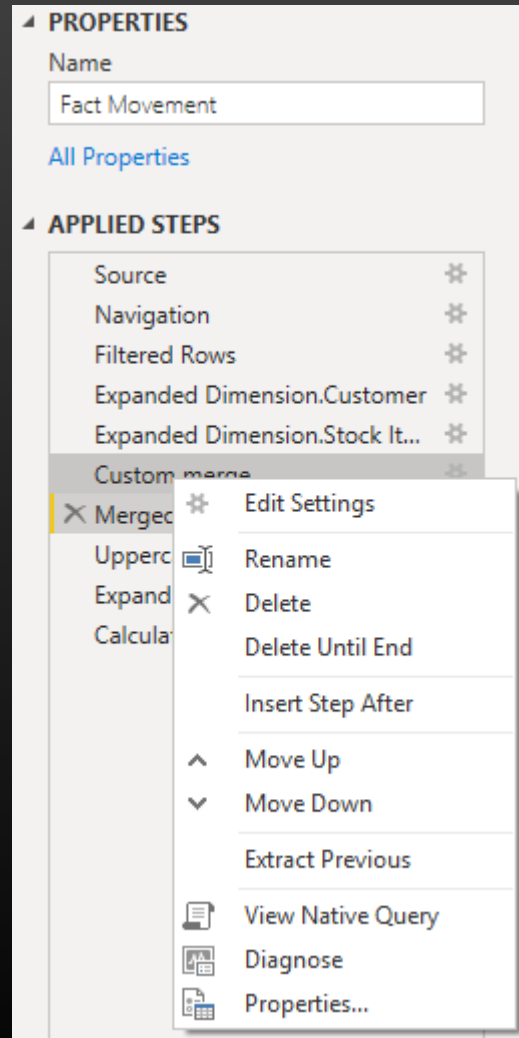 PROPERTIES
Name
Fact Movement
All Properties
APPLIED STEPS
Source
Navigation
Filtered Rows
Expanded Dimension.Customer
Expanded Dimension.Stock It...
Custom merge
Edit Settings
Rename
Delete
Delete Until End
Insert Step After
Move Up
Move Down
Extract Previous
View Native Query
Diagnose
Properties...